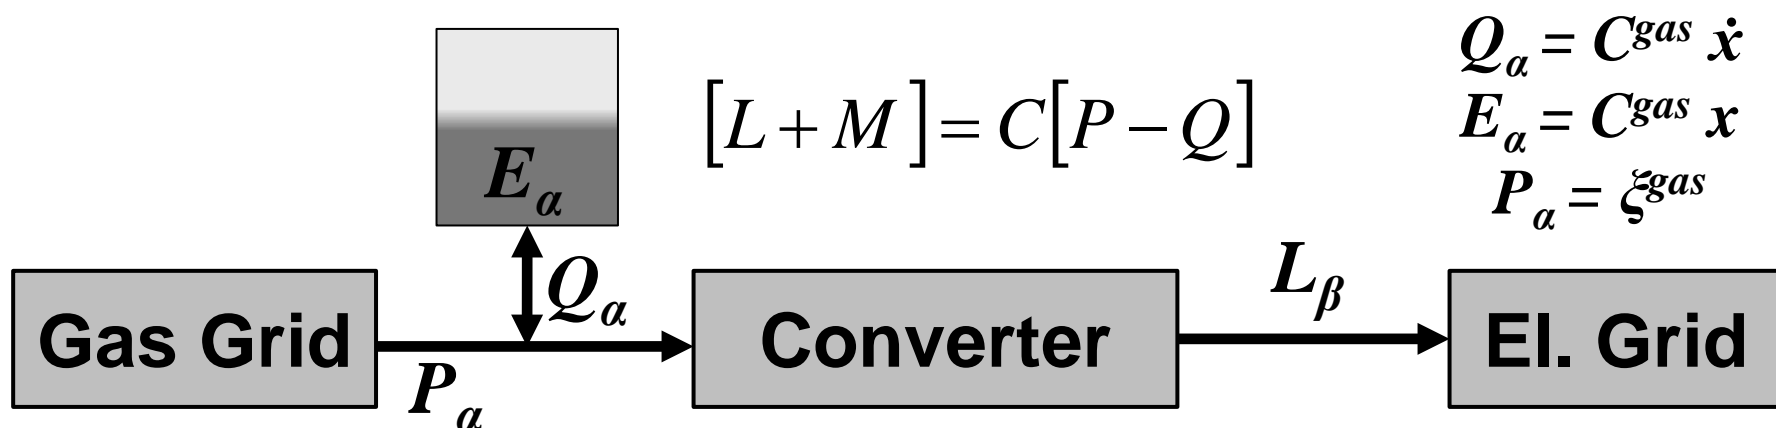 Q_α = C^gas ẋ
E_α = C^gas x
P_α = ξ^gas
[L + M] = C[P − Q]
E_α
Q_α
L_β
Gas Grid
Converter
El. Grid
P_α